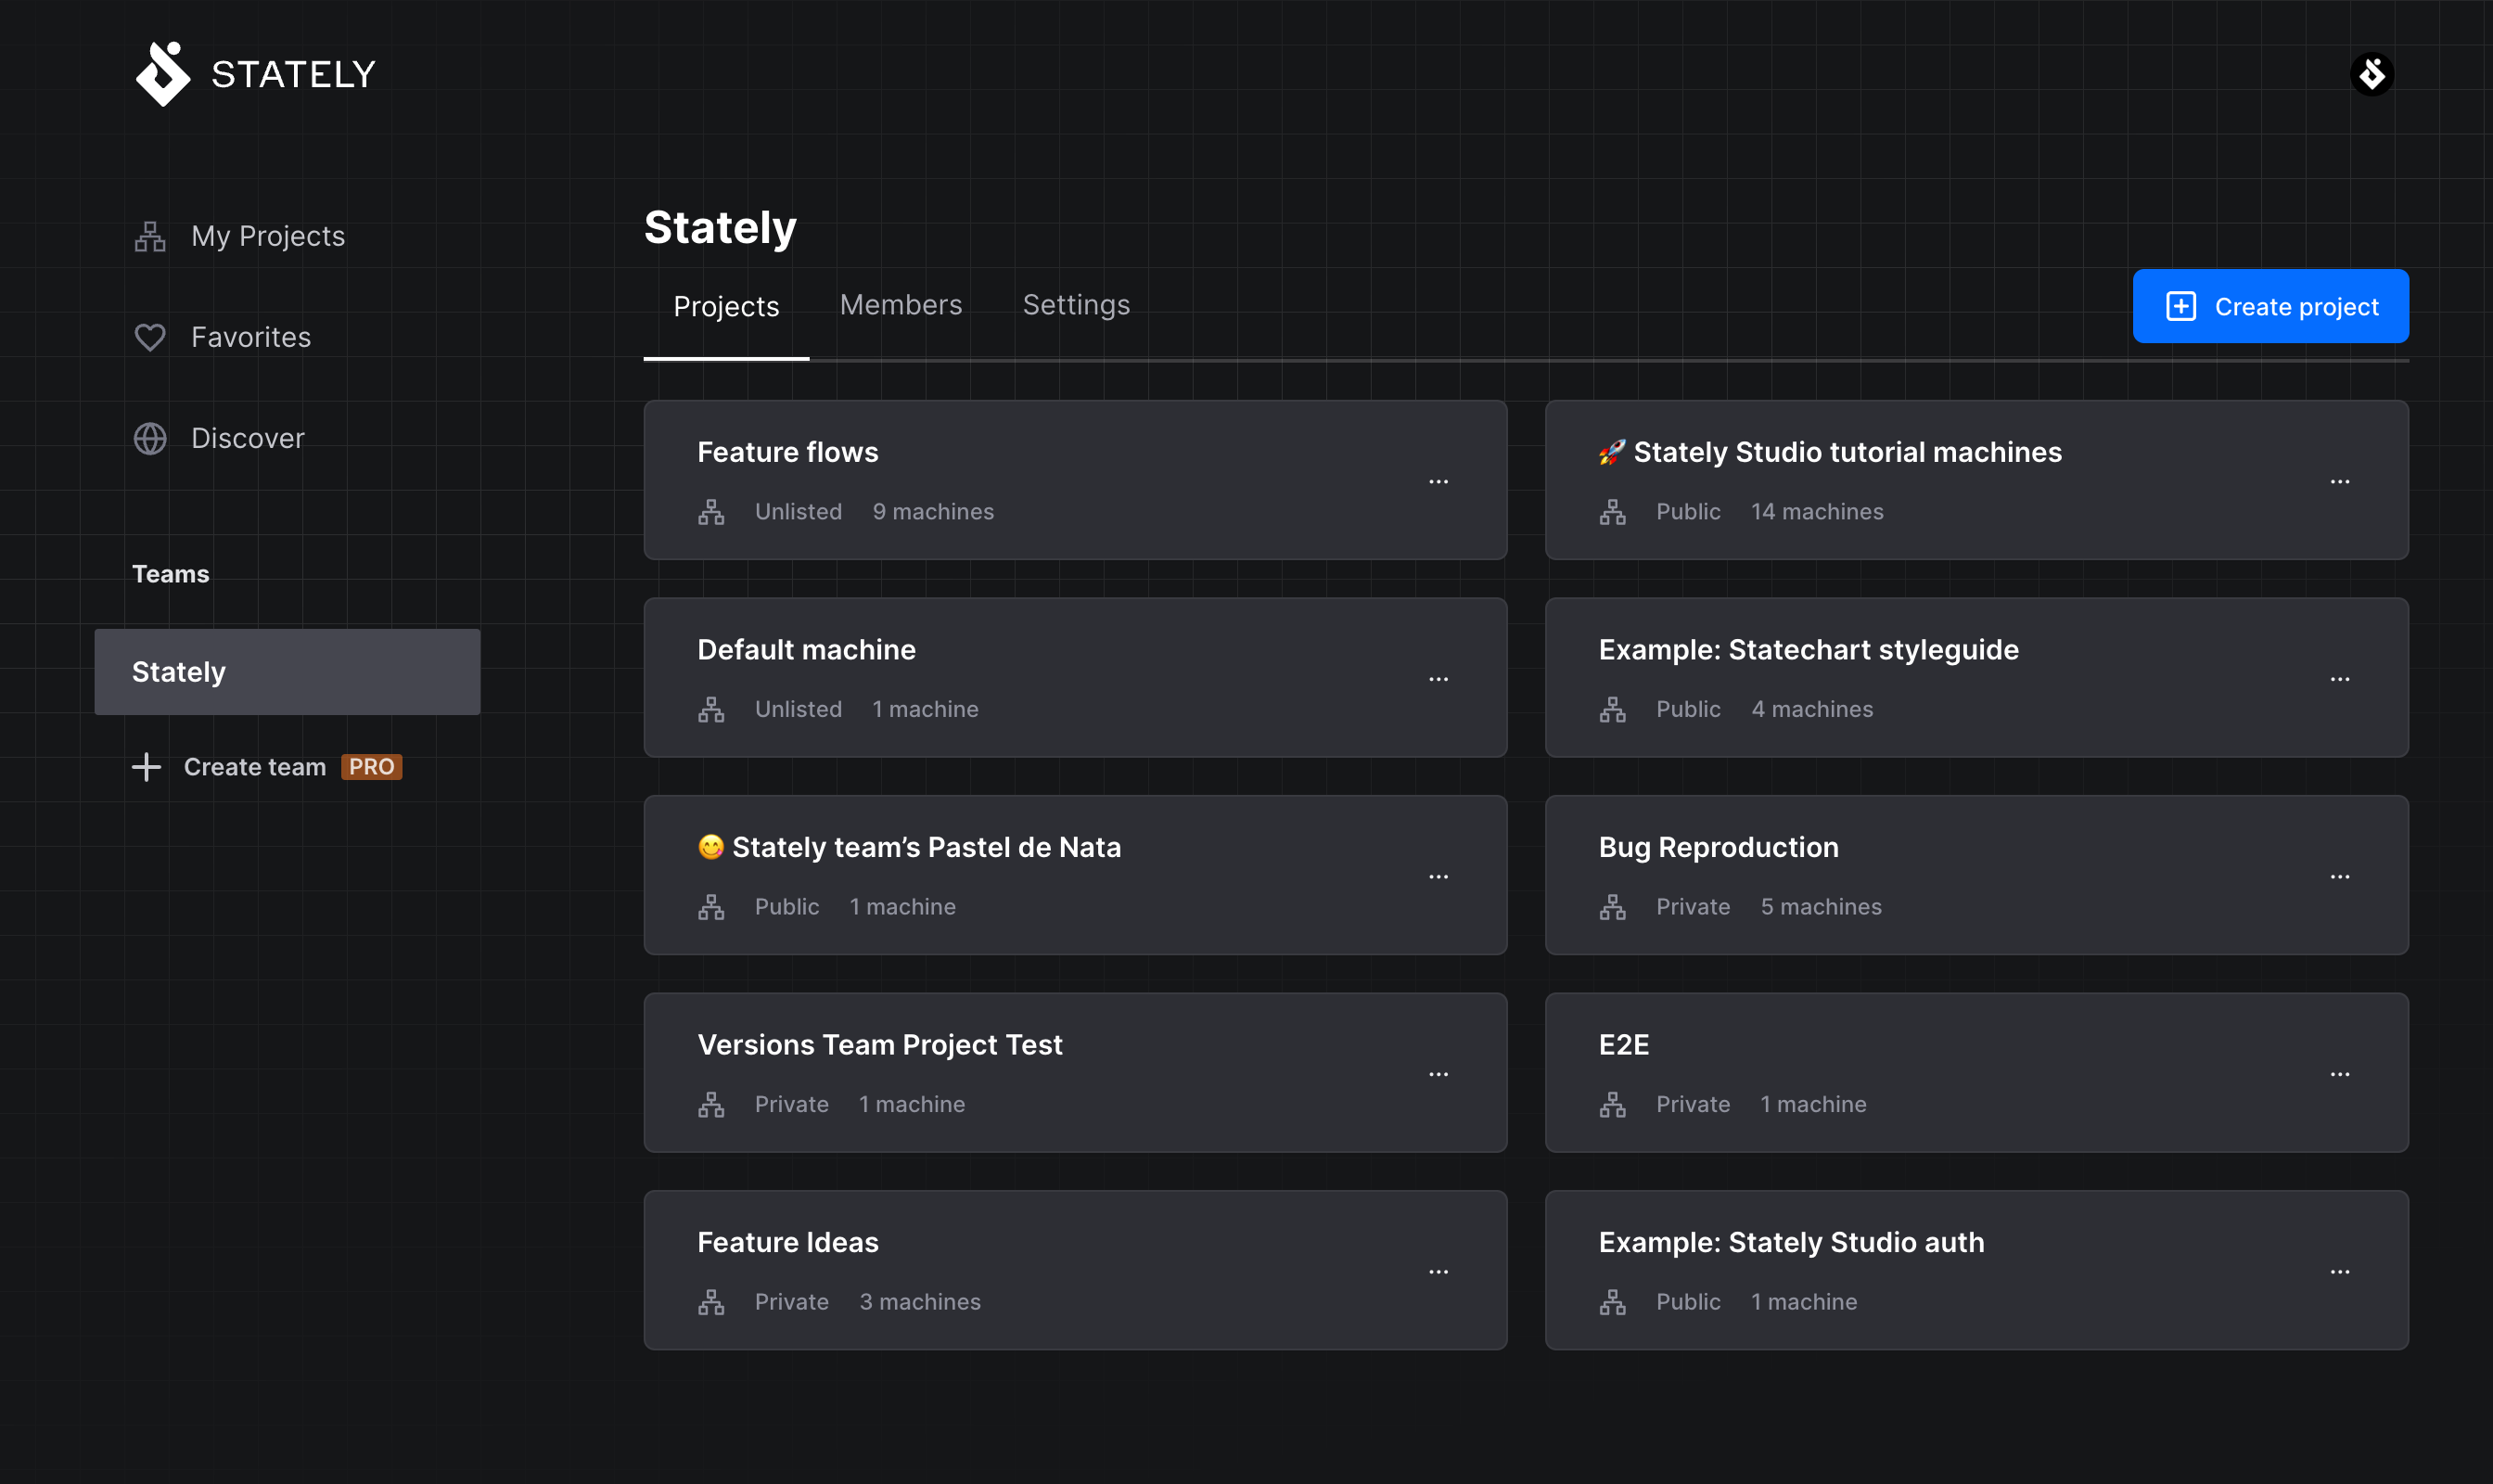 STATELY
My Projects
Favorites
Discover
Teams
Stately
Create team PRO
Stately
Projects Members Settings
Create project
Feature flows
Unlisted 9 machines
🚀 Stately Studio tutorial machines
Public 14 machines
Default machine
Unlisted 1 machine
Example: Statechart styleguide
Public 4 machines
😋 Stately team’s Pastel de Nata
Public 1 machine
Bug Reproduction
Private 5 machines
Versions Team Project Test
Private 1 machine
E2E
Private 1 machine
Feature Ideas
Private 3 machines
Example: Stately Studio auth
Public 1 machine